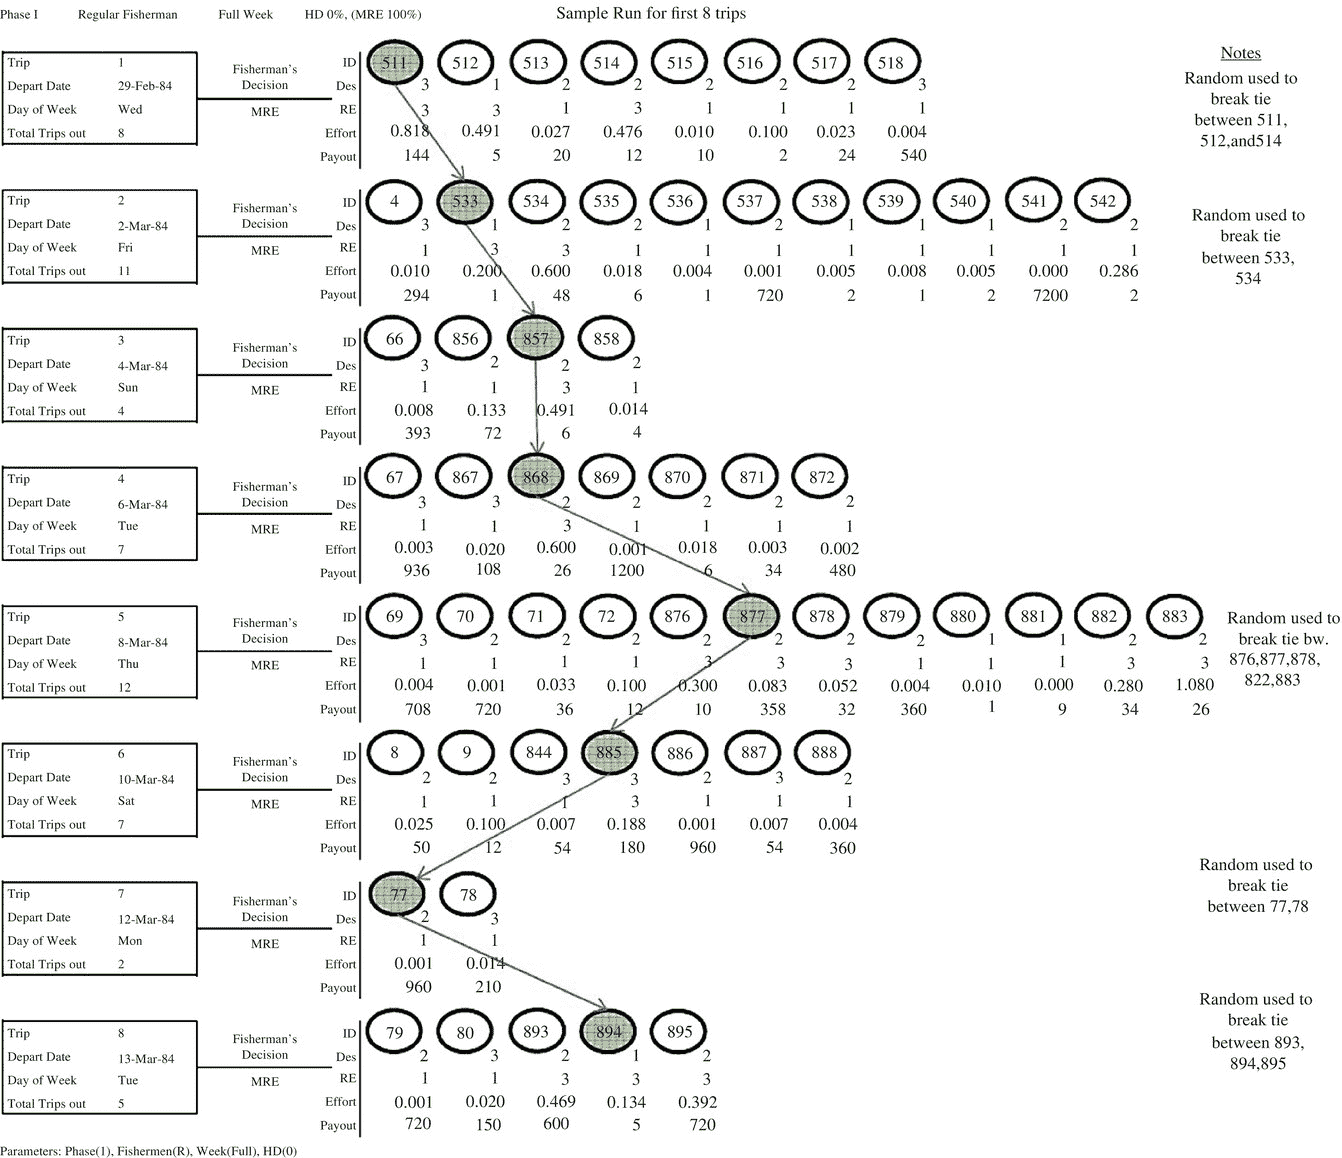 Phase I Regular Fisherman Full Week HD 0%, (MRE 100%) Sample Run for first 8 trips
Notes
Trip 1
Depart Date 29-Feb-84
Day of Week Wed
Total Trips out 8
Fisherman's
Decision
MRE
ID 511 512 513 514 515 516 517 518
Des 3 1 2 2 2 2 2 3
RE 3 3 1 3 1 1 1 1
Effort 0.818 0.491 0.027 0.476 0.010 0.100 0.023 0.004
Payout 144 5 20 12 10 2 24 540
Random used to
break tie
between 511,
512,and514
Trip 2
Depart Date 2-Mar-84
Day of Week Fri
Total Trips out 11
Fisherman's
Decision
MRE
ID 4 533 534 535 536 537 538 539 540 541 542
Des 3 1 2 2 1 2 1 1 1 2 2
RE 1 3 3 1 1 1 1 1 1 1 1
Effort 0.010 0.200 0.600 0.018 0.004 0.001 0.005 0.008 0.005 0.000 0.286
Payout 294 1 48 6 1 720 2 1 2 7200 2
Random used to
break tie
between 533,
534
Trip 3
Depart Date 4-Mar-84
Day of Week Sun
Total Trips out 4
Fisherman's
Decision
MRE
ID 66 856 857 858
Des 3 2 2 2
RE 1 1 3 1
Effort 0.008 0.133 0.491 0.014
Payout 393 72 6 4
Trip 4
Depart Date 6-Mar-84
Day of Week Tue
Total Trips out 7
Fisherman's
Decision
MRE
ID 67 867 868 869 870 871 872
Des 3 3 2 2 2 2 2
RE 1 1 3 1 1 1 1
Effort 0.003 0.020 0.600 0.001 0.018 0.003 0.002
Payout 936 108 26 1200 6 34 480
Trip 5
Depart Date 8-Mar-84
Day of Week Thu
Total Trips out 12
Fisherman's
Decision
MRE
ID 69 70 71 72 876 877 878 879 880 881 882 883
Des 3 2 2 2 2 2 2 2 1 1 2 2
RE 1 1 1 1 3 3 3 1 1 1 3 3
Effort 0.004 0.001 0.033 0.100 0.300 0.083 0.052 0.004 0.010 0.000 0.280 1.080
Payout 708 720 36 12 10 358 32 360 1 9 34 26
Random used to
break tie bw.
876,877,878,
822,883
Trip 6
Depart Date 10-Mar-84
Day of Week Sat
Total Trips out 7
Fisherman's
Decision
MRE
ID 8 9 844 885 886 887 888
Des 2 2 3 3 2 3 2
RE 1 1 1 3 1 1 1
Effort 0.025 0.100 0.007 0.188 0.001 0.007 0.004
Payout 50 12 54 180 960 54 360
Trip 7
Depart Date 12-Mar-84
Day of Week Mon
Total Trips out 2
Fisherman's
Decision
MRE
ID 77 78
Des 2 3
RE 1 1
Effort 0.001 0.014
Payout 960 210
Random used to
break tie
between 77,78
Trip 8
Depart Date 13-Mar-84
Day of Week Tue
Total Trips out 5
Fisherman's
Decision
MRE
ID 79 80 893 894 895
Des 2 3 2 1 2
RE 1 1 3 3 3
Effort 0.001 0.020 0.469 0.134 0.392
Payout 720 150 600 5 720
Random used to
break tie
between 893,
894,895
Parameters: Phase(1), Fishermen(R), Week(Full), HD(0)